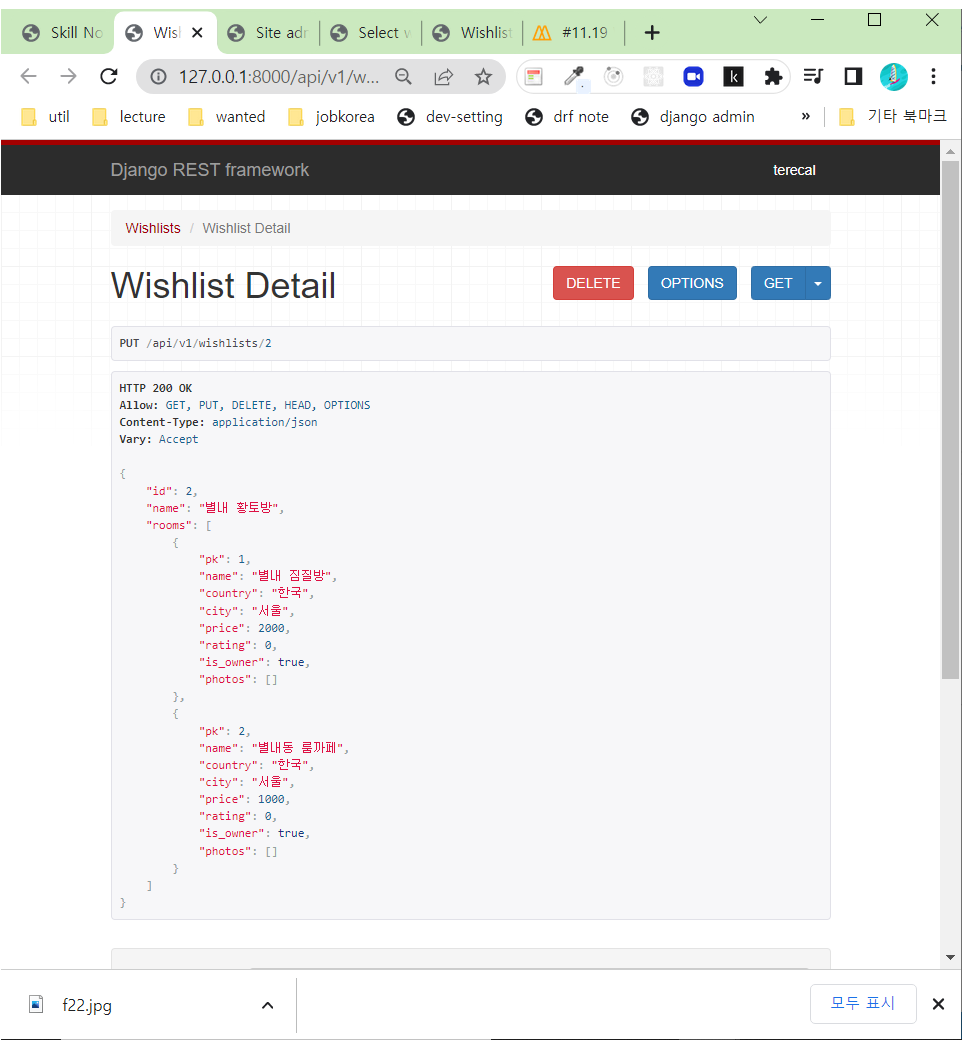 Skill No
Wisl
Site adr
Select w
Wishlist
#11.19
127.0.0.1:8000/api/v1/w...
util
lecture
wanted
jobkorea
dev-setting
drf note
django admin
»
기타 북마크
Django REST framework
terecal
Wishlists / Wishlist Detail
Wishlist Detail
DELETE
OPTIONS
GET
PUT /api/v1/wishlists/2
HTTP 200 OK
Allow: GET, PUT, DELETE, HEAD, OPTIONS
Content-Type: application/json
Vary: Accept
{
    "id": 2,
    "name": "별내 황토방",
    "rooms": [
        {
            "pk": 1,
            "name": "별내 짐질방",
            "country": "한국",
            "city": "서울",
            "price": 2000,
            "rating": 0,
            "is_owner": true,
            "photos": []
        },
        {
            "pk": 2,
            "name": "별내동 룸까페",
            "country": "한국",
            "city": "서울",
            "price": 1000,
            "rating": 0,
            "is_owner": true,
            "photos": []
        }
    ]
}
f22.jpg
모두 표시